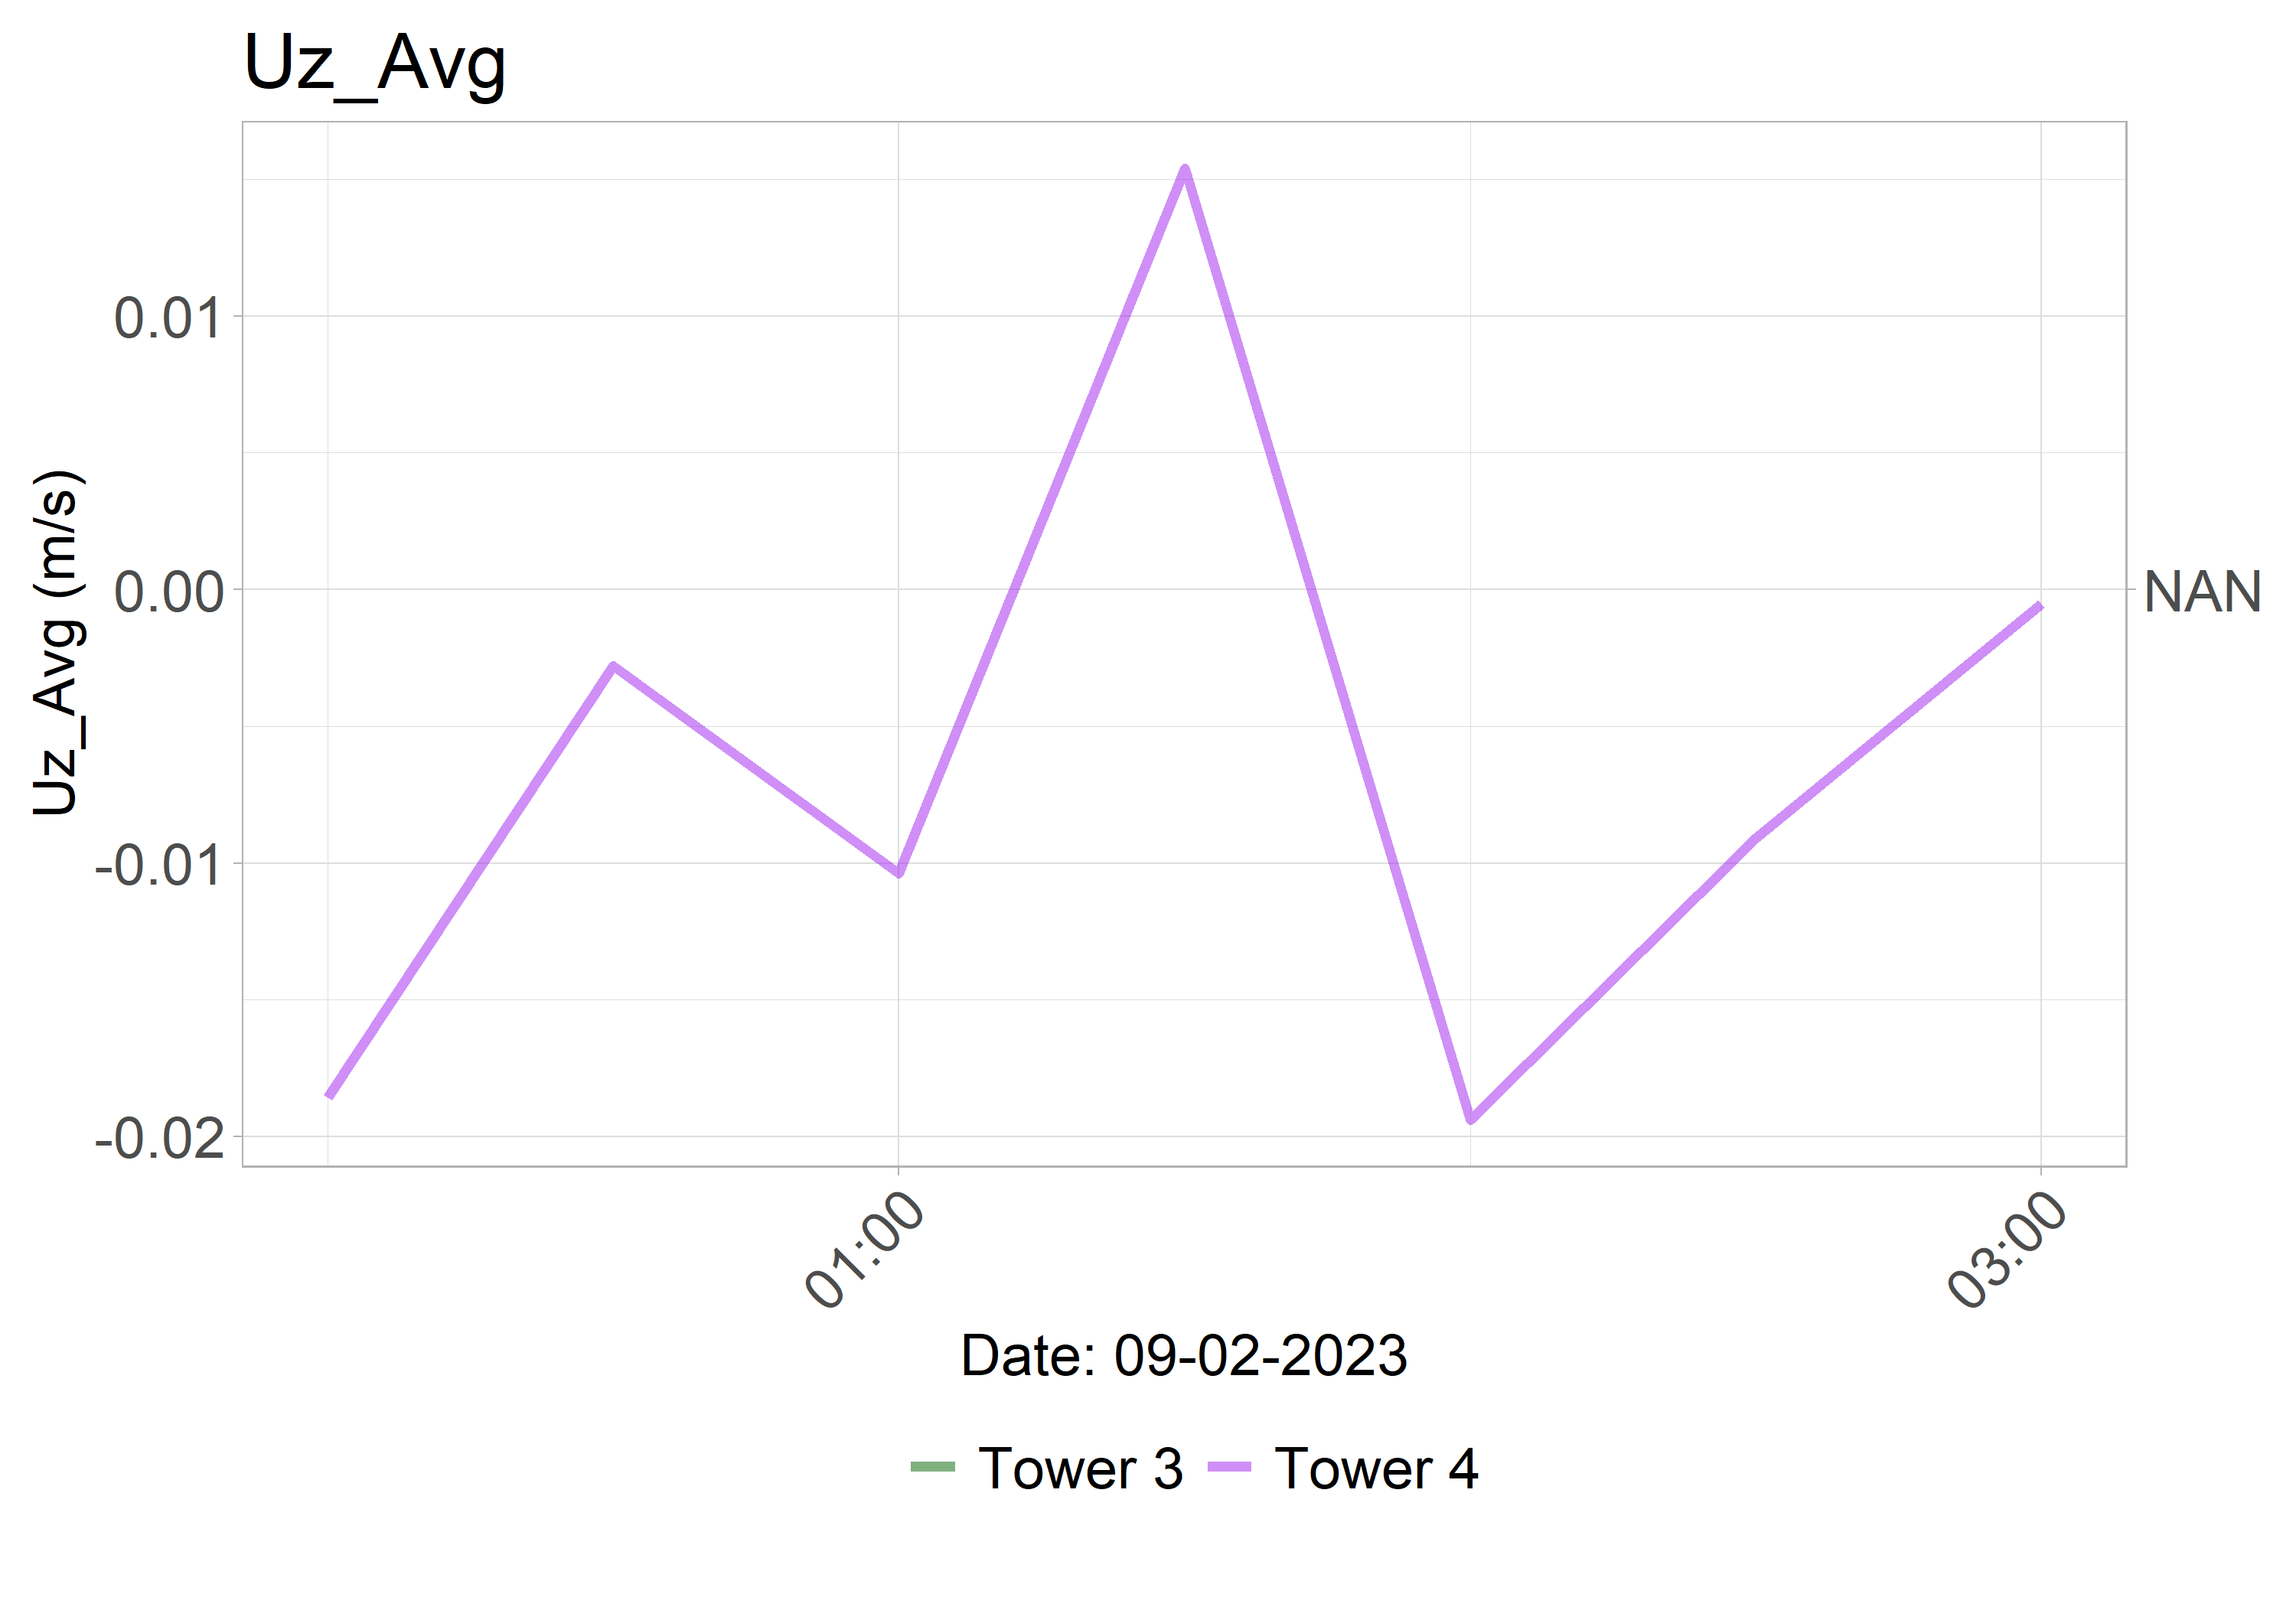 Uz_Avg
Uz_Avg (m/s)
0.01
0.00
-0.01
-0.02
NAN
01:00
03:00
Date: 09-02-2023
Tower 3
Tower 4